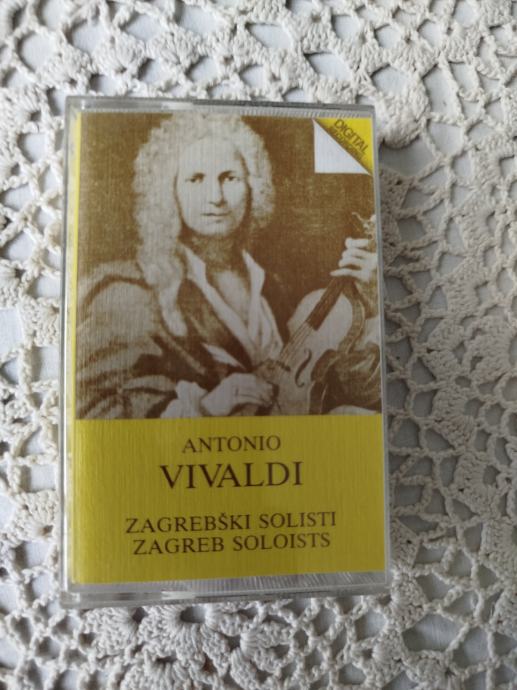 DIGITAL
ANTONIO
VIVALDI
ZAGREBŠKI SOLISTI
ZAGREB SOLOISTS